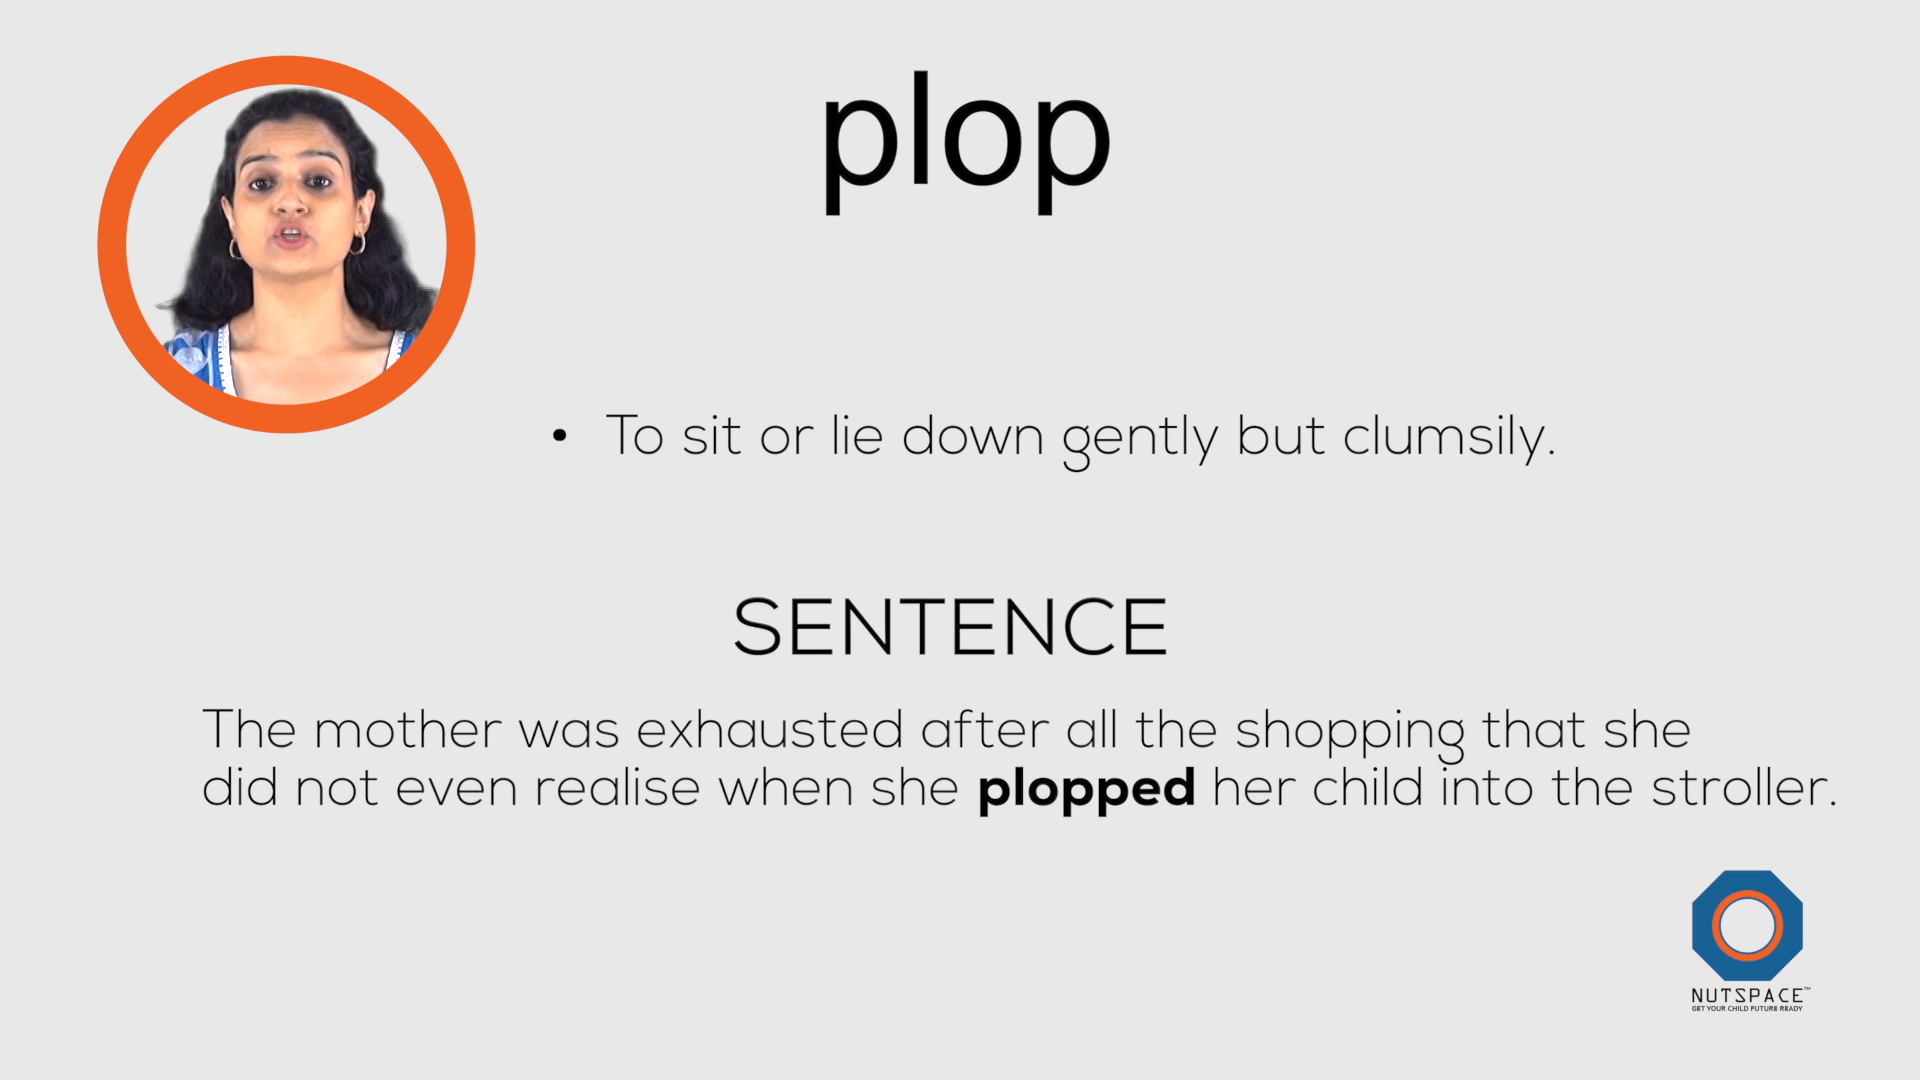 plop
• To sit or lie down gently but clumsily.
SENTENCE
The mother was exhausted after all the shopping that she
did not even realise when she plopped her child into the stroller.
NUTSPACE™
GET YOUR CHILD FUTURE READY